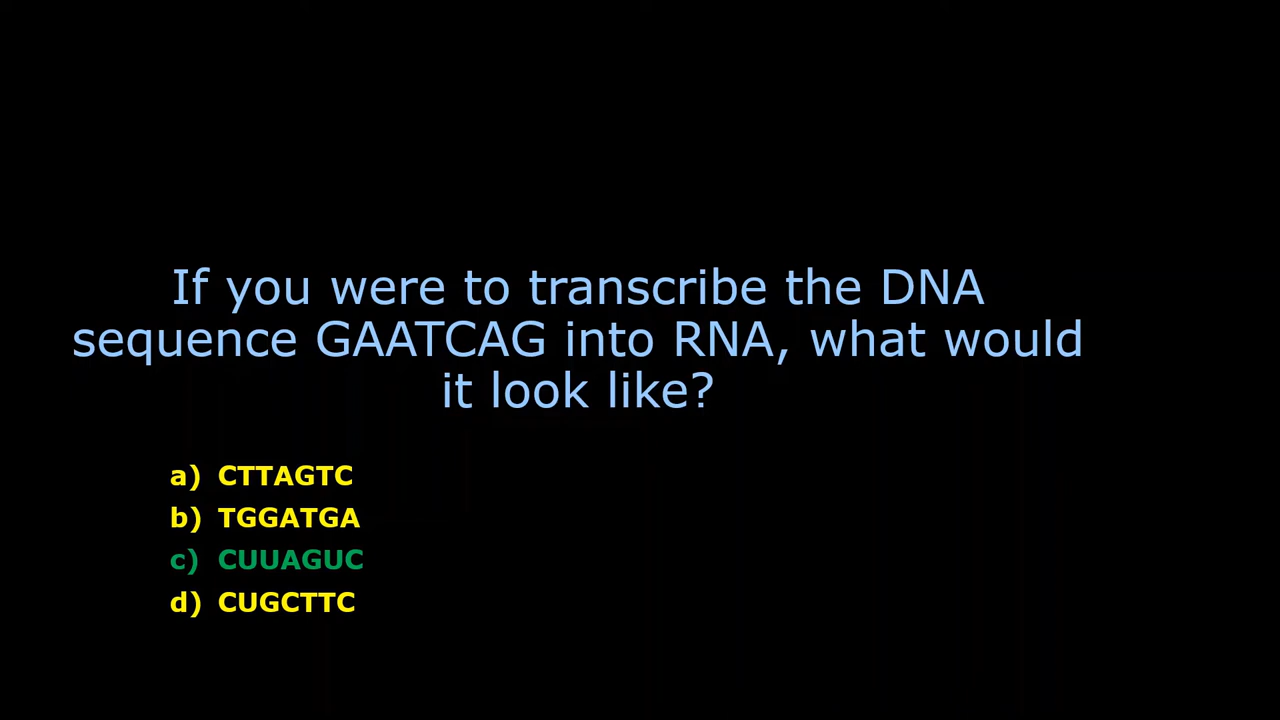 If you were to transcribe the DNA
sequence GAATCAG into RNA, what would
it look like?
a) CTTAGTC
b) TGGATGA
c) CUUAGUC
d) CUGCTTC